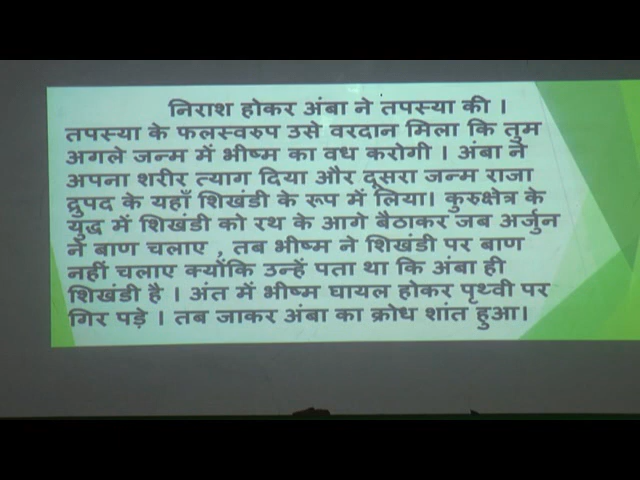 निराश होकर अंबा ने तपस्या की ।
तपस्या के फलस्वरुप उसे वरदान मिला कि तुम
अगले जन्म में भीष्म का वध करोगी । अंबा ने
अपना शरीर त्याग दिया और दूसरा जन्म राजा
द्रुपद के यहाँ शिखंडी के रूप में लिया। कुरुक्षेत्र के
युद्ध में शिखंडी को रथ के आगे बैठाकर जब अर्जुन
ने बाण चलाए , तब भीष्म ने शिखंडी पर बाण
नहीं चलाए क्योंकि उन्हें पता था कि अंबा ही
शिखंडी है । अंत में भीष्म घायल होकर पृथ्वी पर
गिर पड़े । तब जाकर अंबा का क्रोध शांत हुआ।